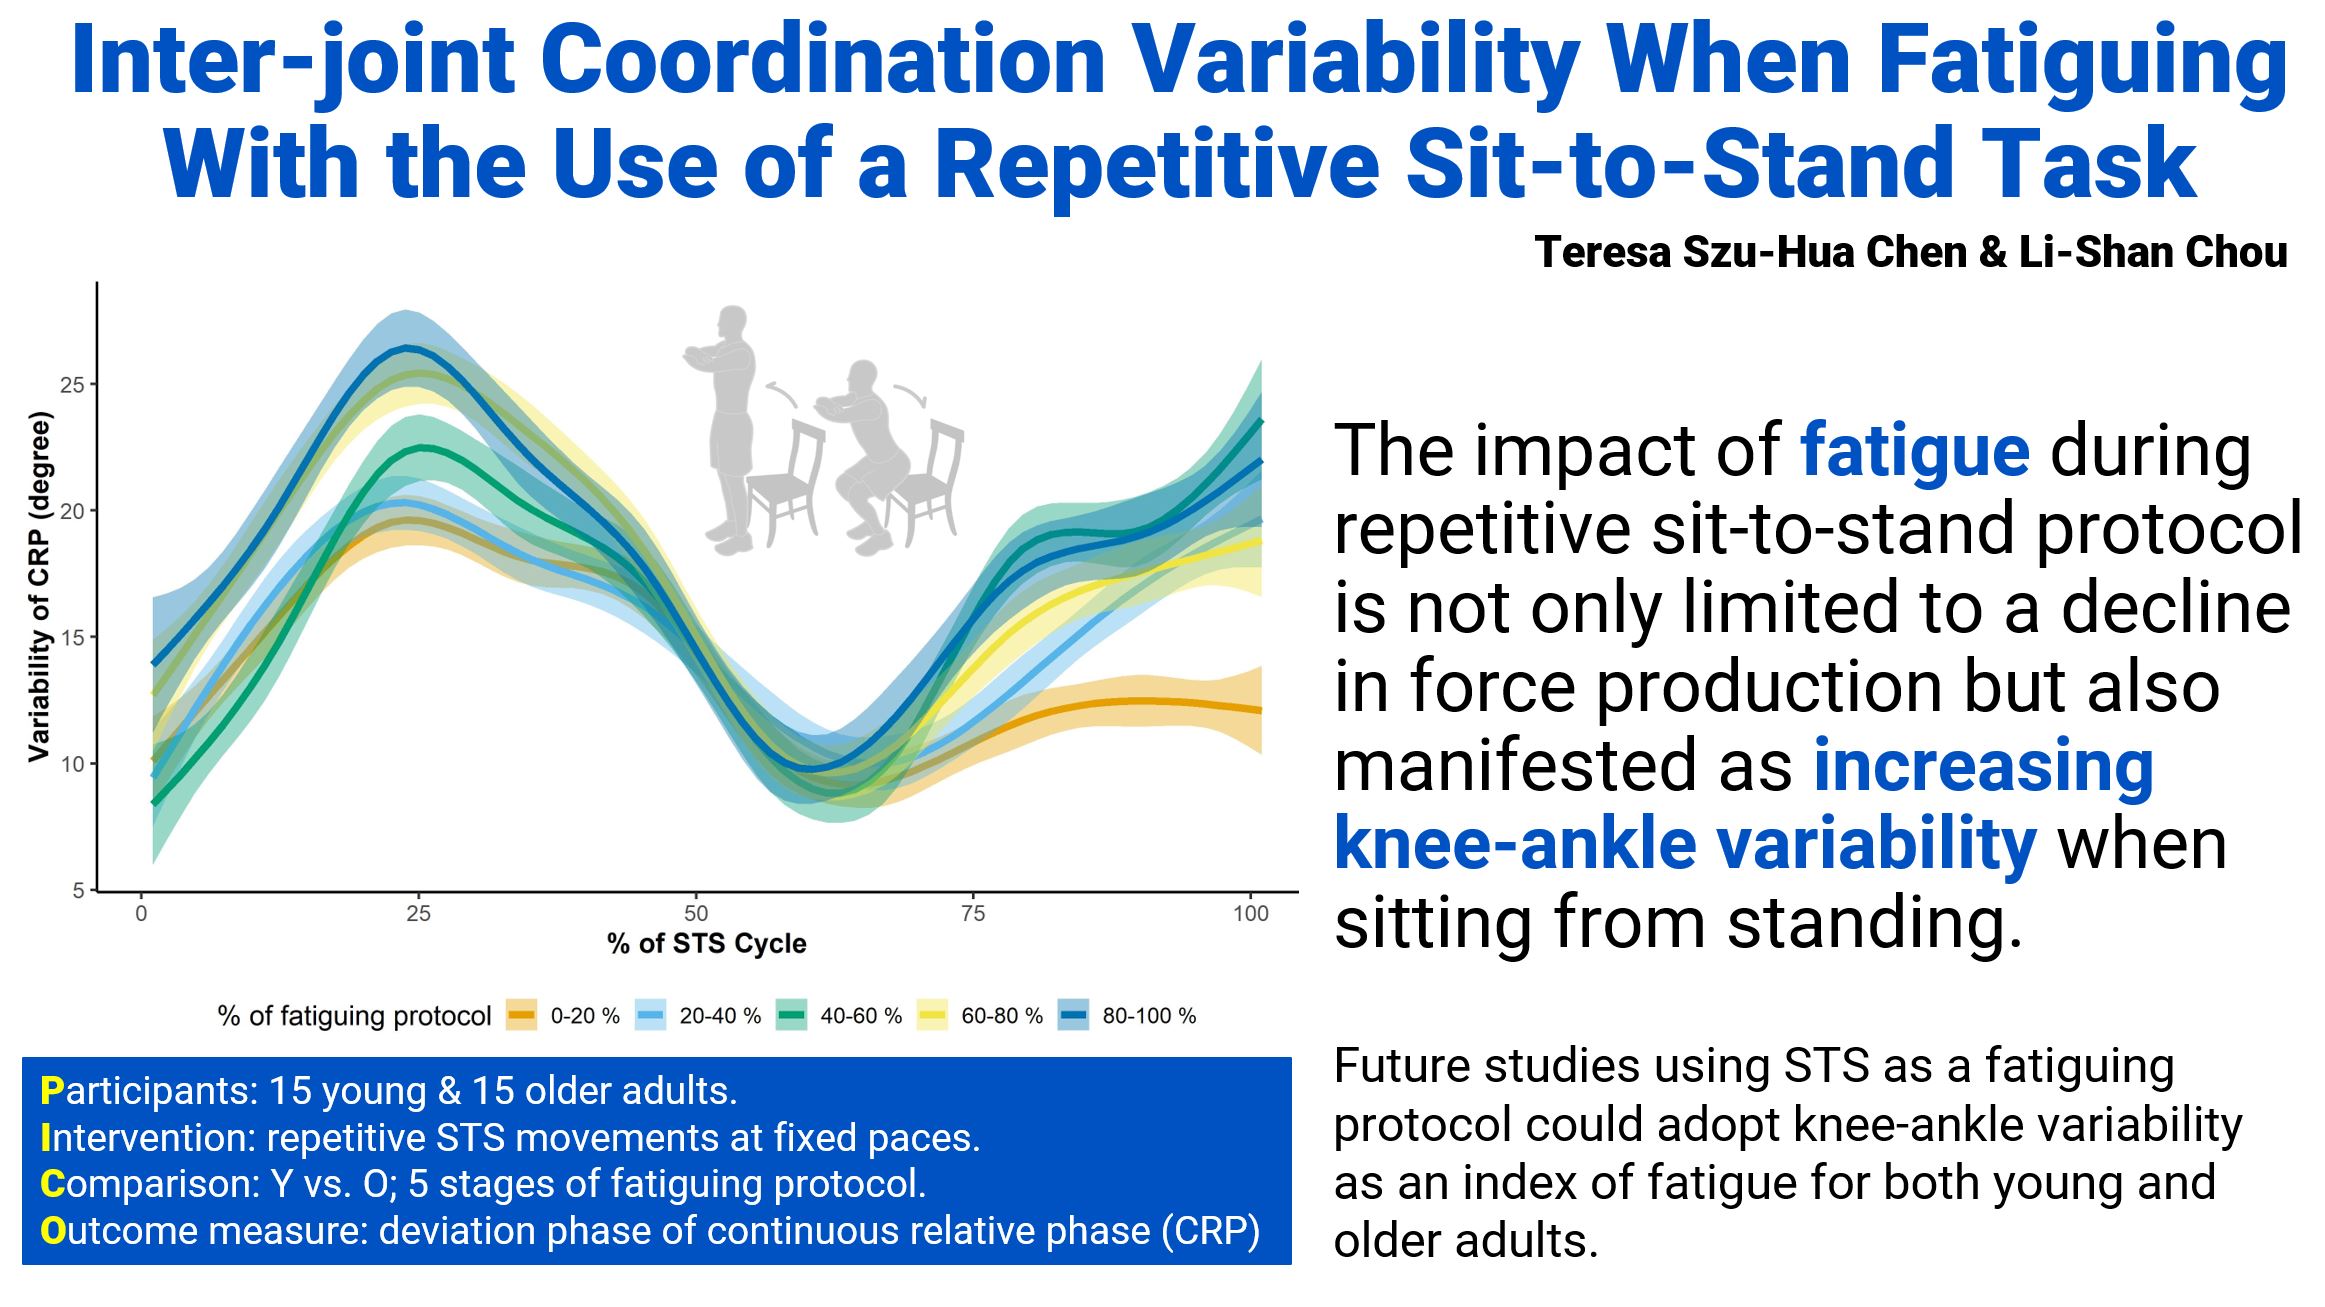 Inter-joint Coordination Variability When Fatiguing
With the Use of a Repetitive Sit-to-Stand Task
Teresa Szu-Hua Chen & Li-Shan Chou
Variability of CRP (degree)
25
20
15
10
5
0
25
50
75
100
% of STS Cycle
% of fatiguing protocol 0-20 % 20-40 % 40-60 % 60-80 % 80-100 %
Participants: 15 young & 15 older adults.
Intervention: repetitive STS movements at fixed paces.
Comparison: Y vs. O; 5 stages of fatiguing protocol.
Outcome measure: deviation phase of continuous relative phase (CRP)
The impact of fatigue during
repetitive sit-to-stand protocol
is not only limited to a decline
in force production but also
manifested as increasing
knee-ankle variability when
sitting from standing.
Future studies using STS as a fatiguing
protocol could adopt knee-ankle variability
as an index of fatigue for both young and
older adults.